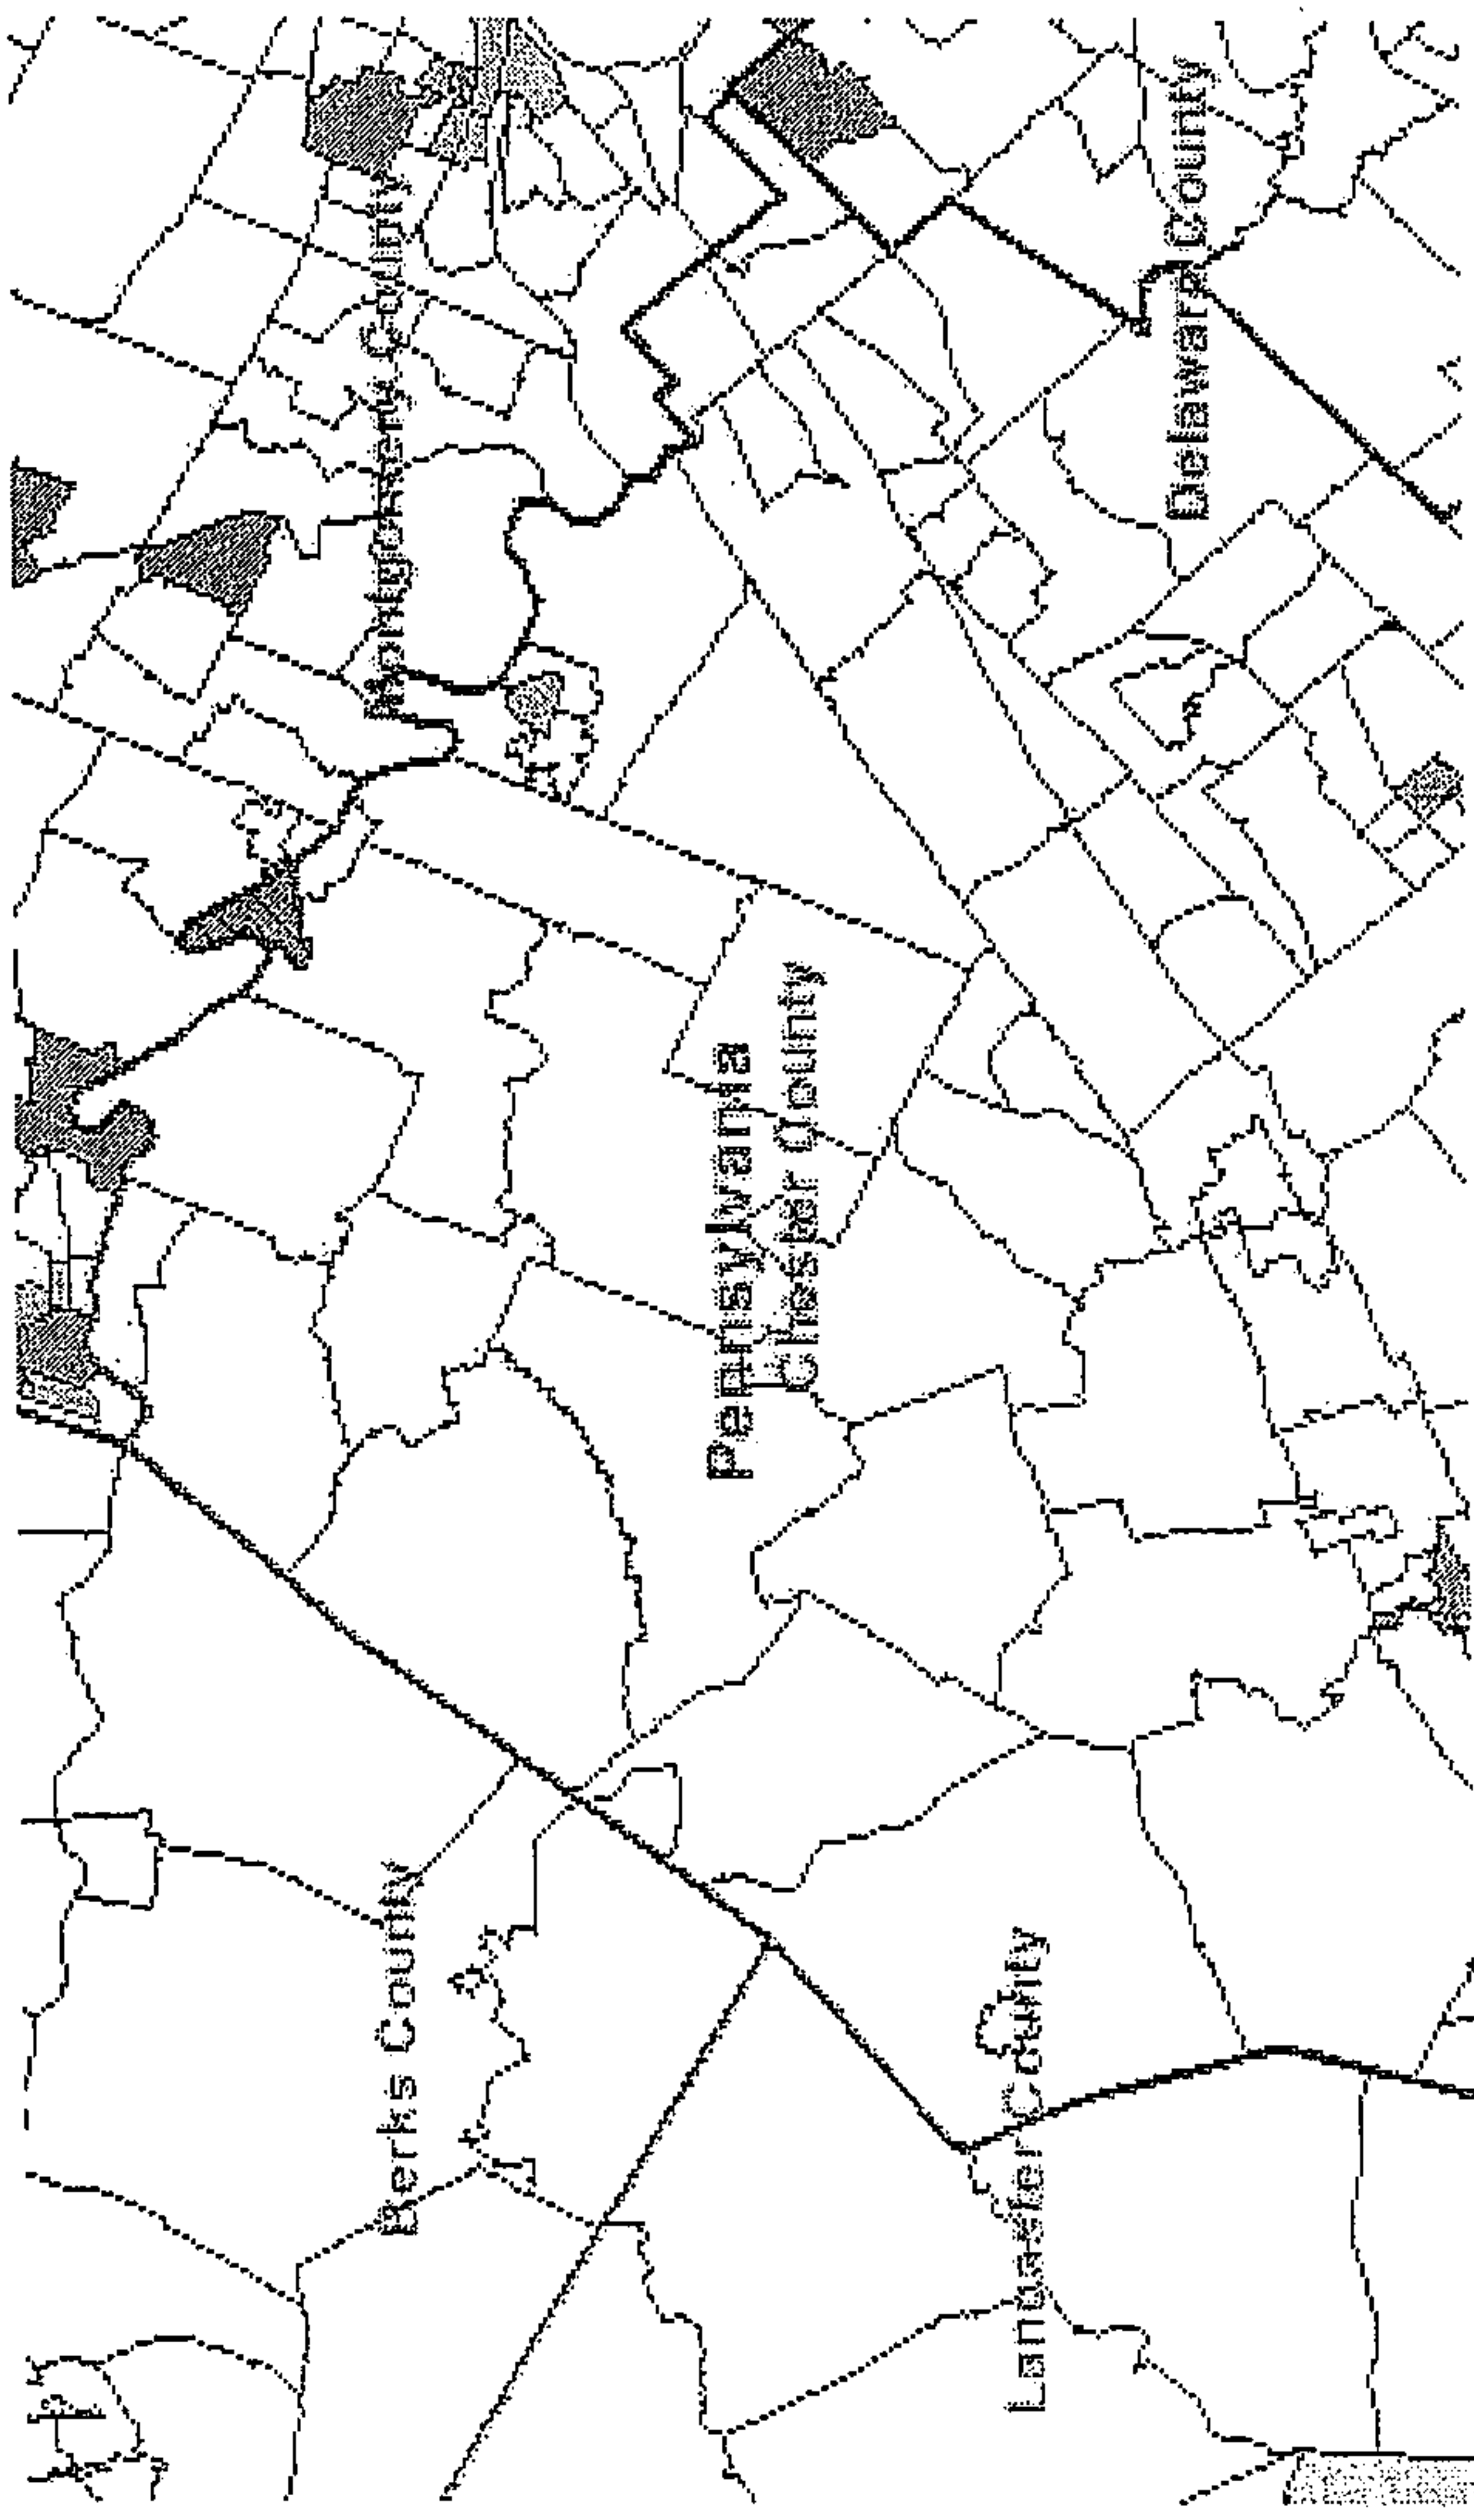 Montgomery County
Delaware County
Pennsylvania
Chester County
Berks County
Lancaster County